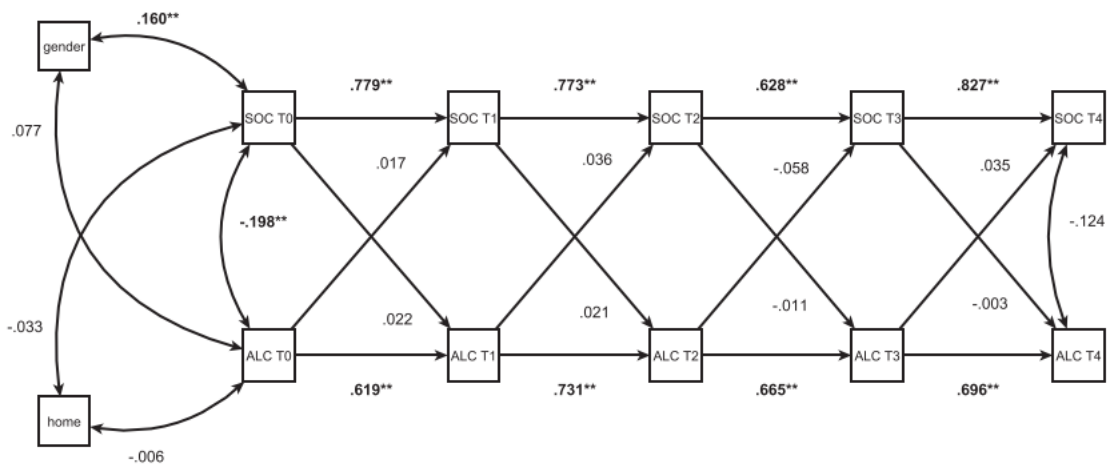 .160**
gender
.779**
.773**
.628**
.827**
SOC T0
SOC T1
SOC T2
SOC T3
SOC T4
.077
.017
.036
-.058
.035
-.198**
-.124
-.033
.022
.021
-.011
-.003
ALC T0
ALC T1
ALC T2
ALC T3
ALC T4
.619**
.731**
.665**
.696**
home
-.006